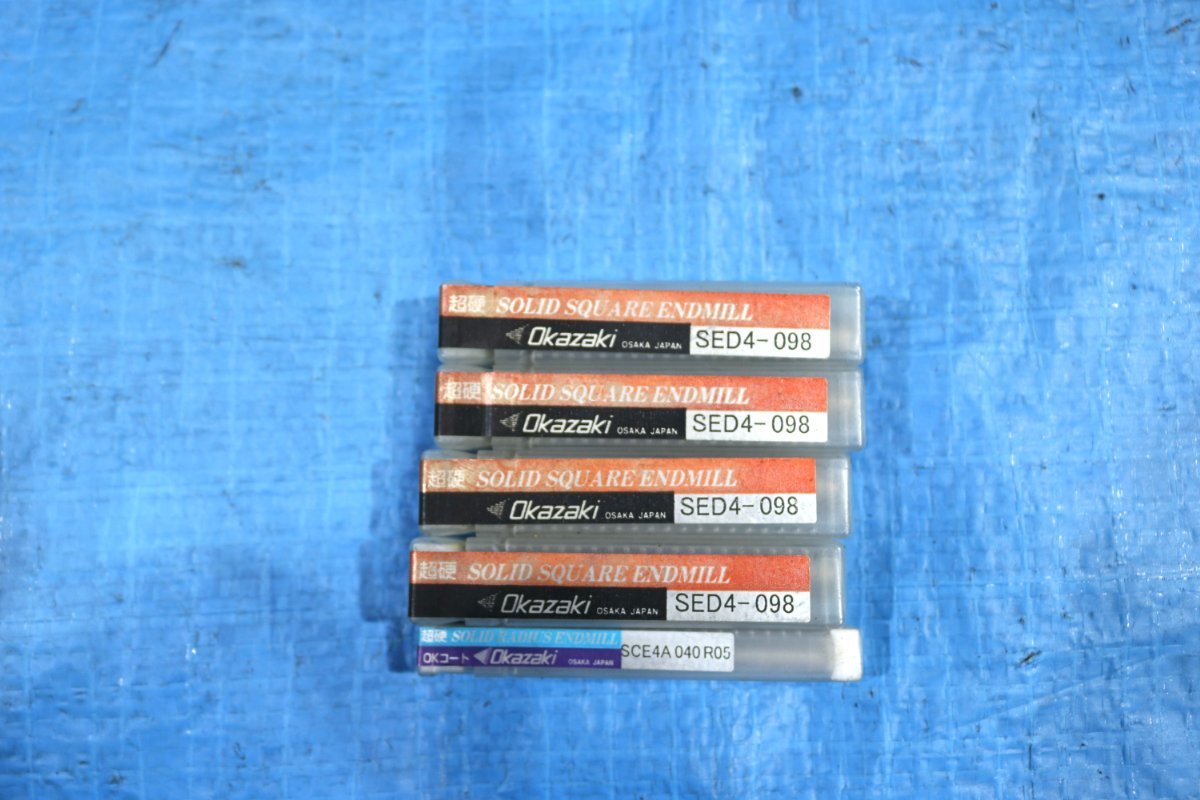 超硬 SOLID SQUARE ENDMILL
Okazaki OSAKA JAPAN SED4-098
超硬 SOLID SQUARE ENDMILL
Okazaki OSAKA JAPAN SED4-098
超硬 SOLID SQUARE ENDMILL
Okazaki OSAKA JAPAN SED4-098
超硬 SOLID SQUARE ENDMILL
Okazaki OSAKA JAPAN SED4-098
超硬 SOLID RADIUS ENDMILL
OKコート Okazaki OSAKA JAPAN SCE4A 040 R05